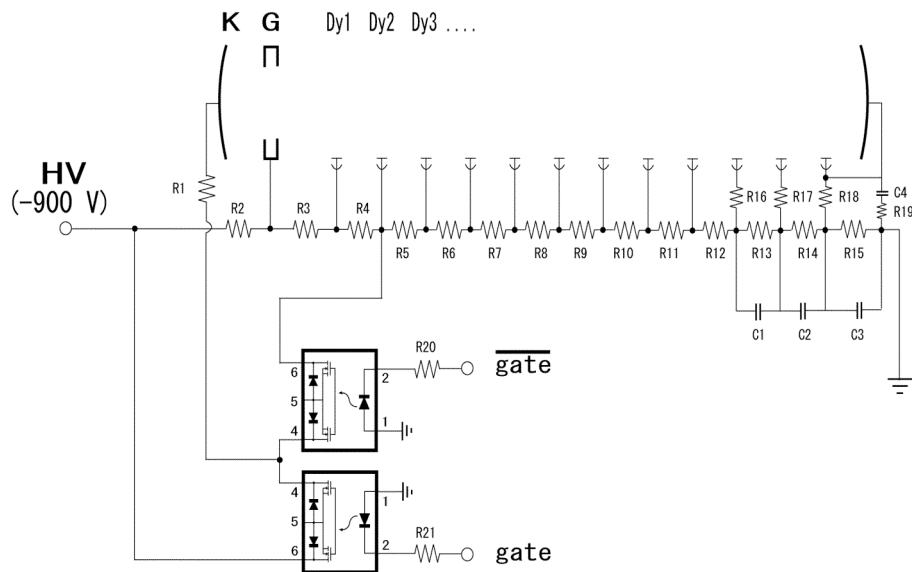 K G Dy1 Dy2 Dy3 ....
HV
(-900 V)
R1
R2 R3 R4
R5 R6 R7 R8 R9 R10 R11 R12 R13 R14 R15
R16 R17 R18 C4
R19
C1 C2 C3
6
5
4
2
1
R20
gate
4
5
6
1
2
R21
gate